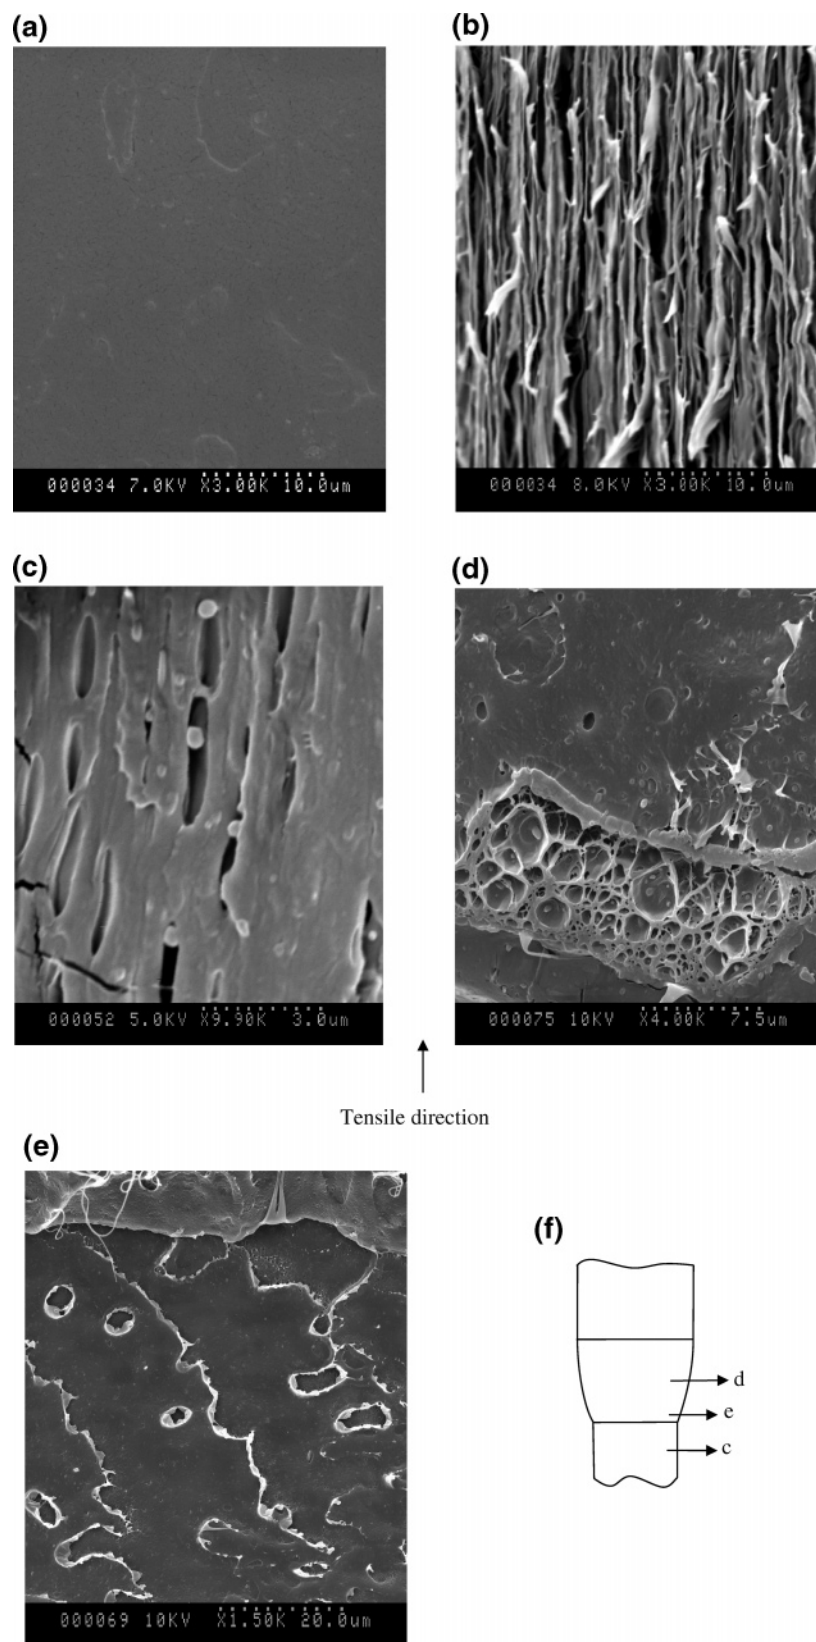 (a)
(b)
000034 7.0KV X3.00K 10.0um
000034 8.0KV X3.00K 10.0um
(c)
(d)
000052 5.0KV X9.90K 3.0um
000075 10KV X4.00K 7.5um
Tensile direction
(e)
(f)
d
e
c
000069 10KV X1.50K 20.0um